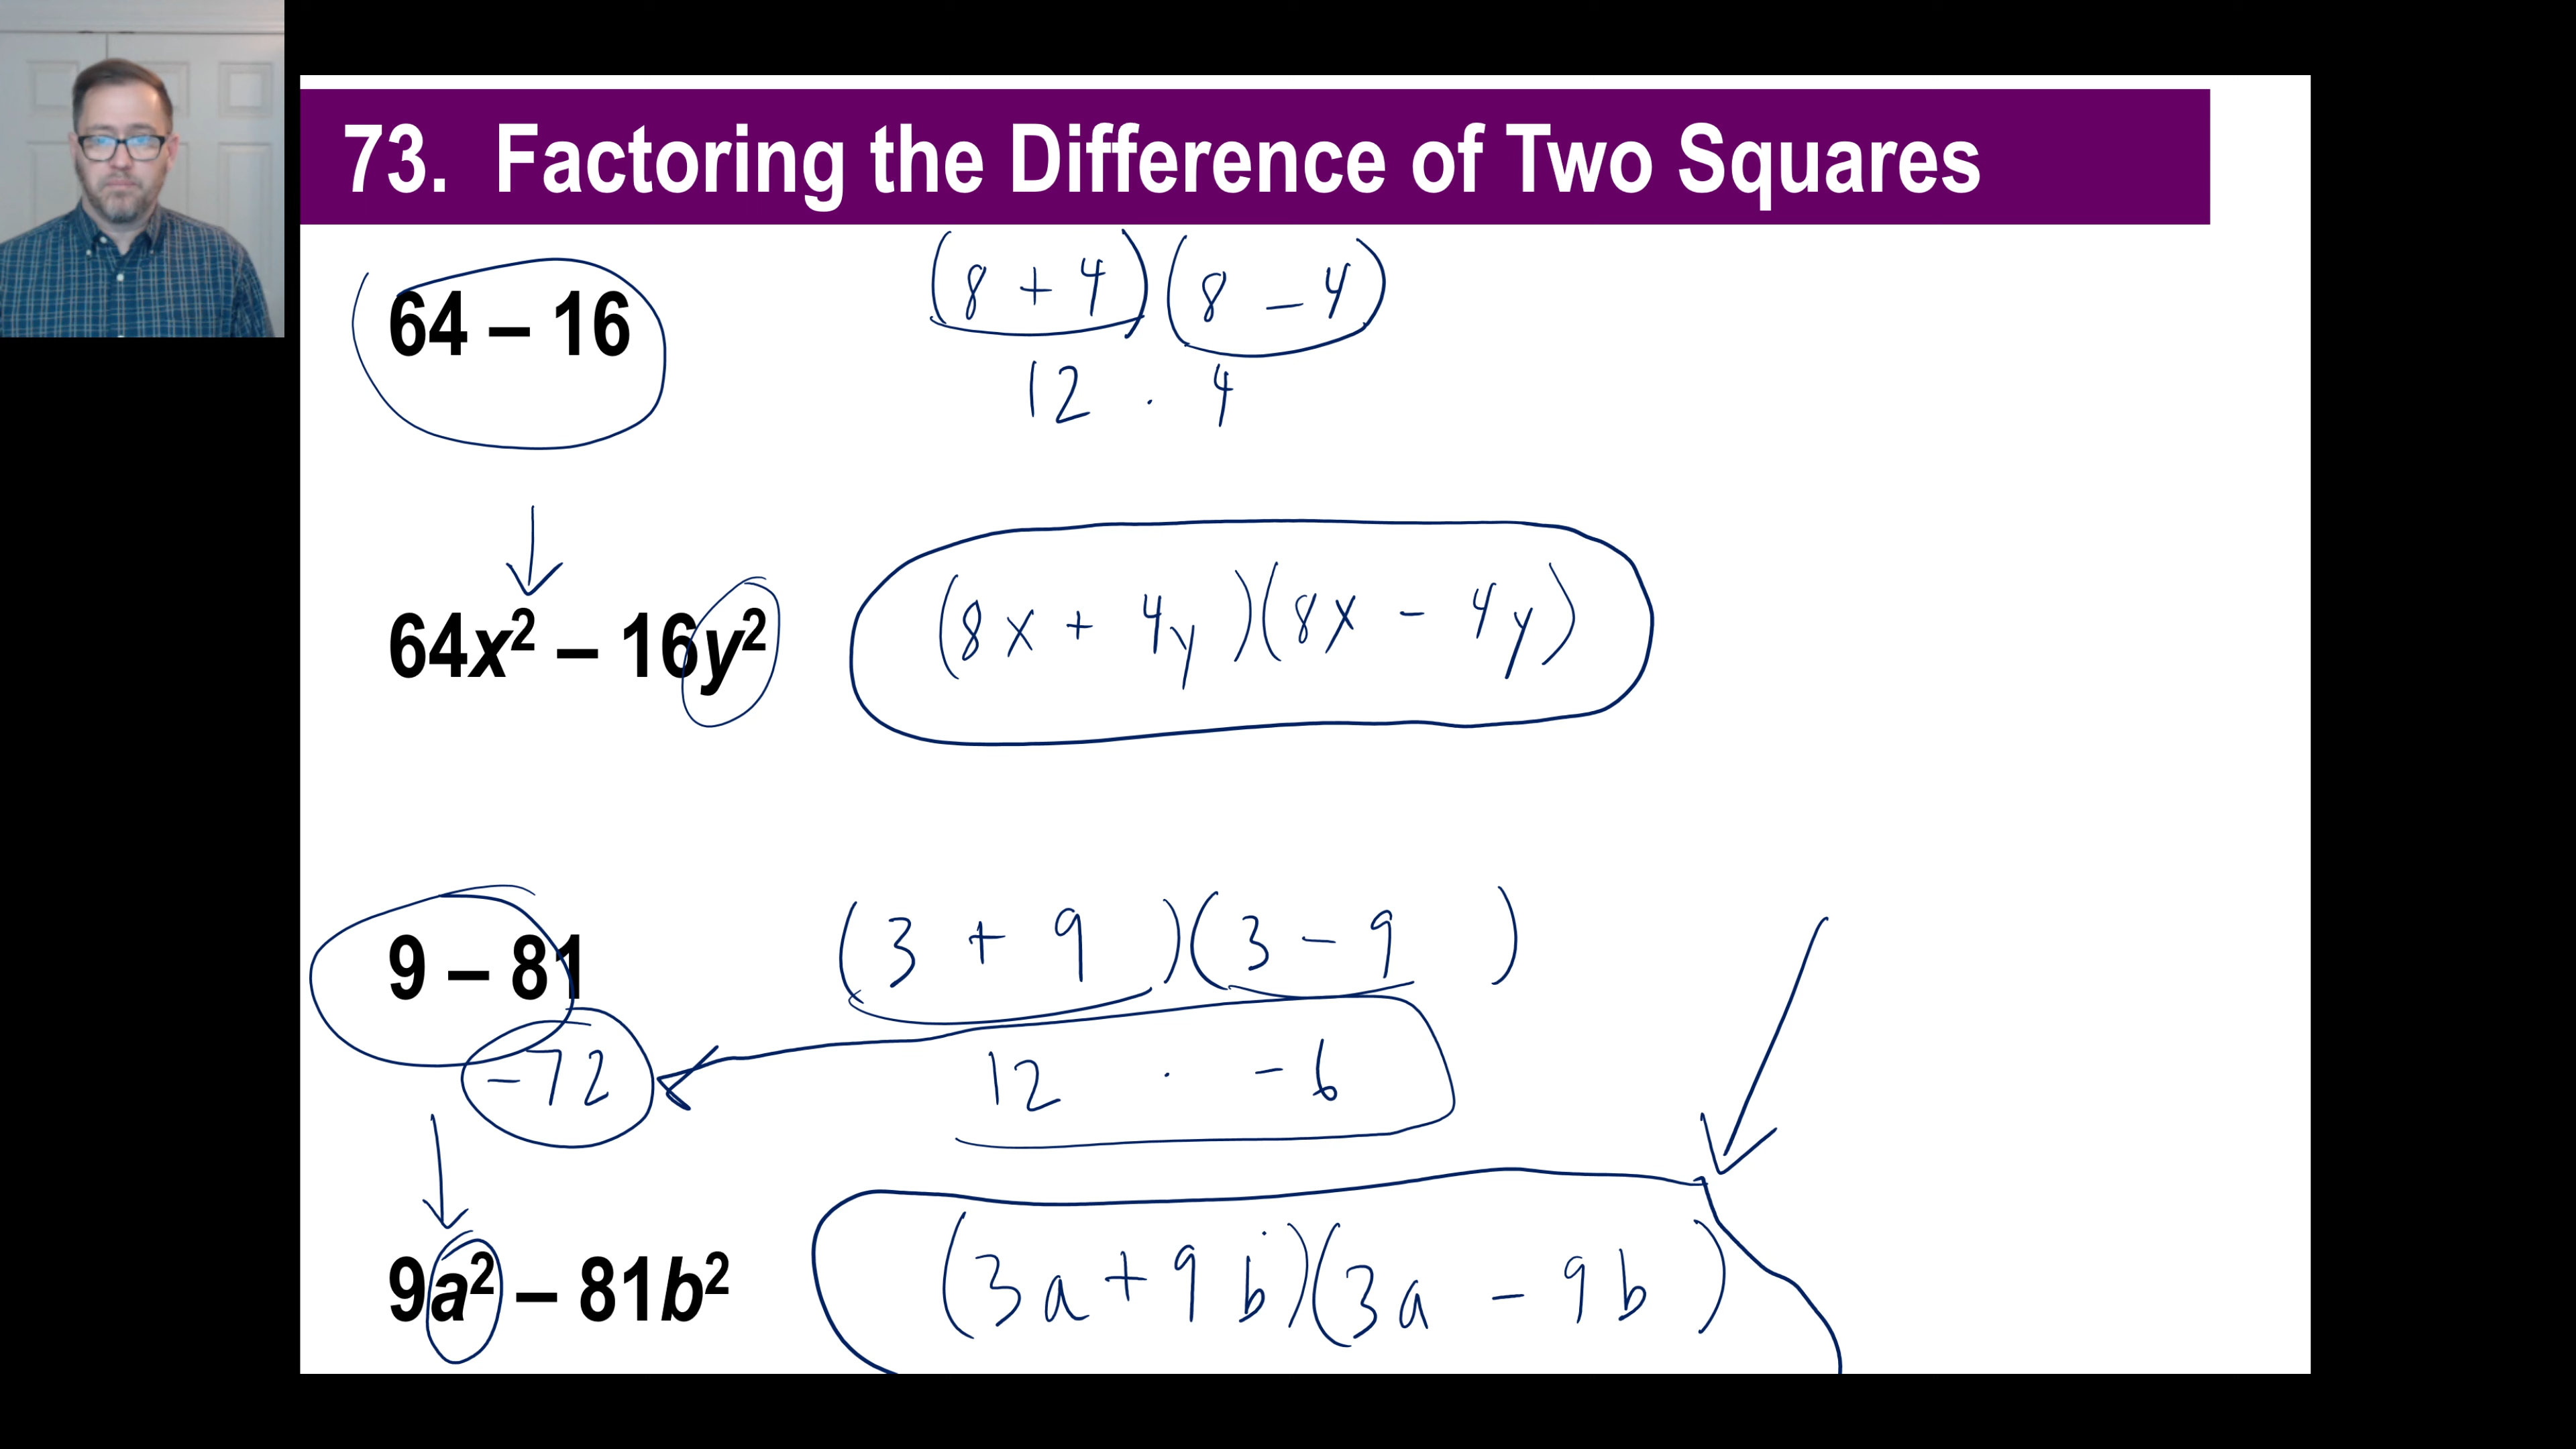 73. Factoring the Difference of Two Squares
64 – 16 (8 + 4)(8 – 4)
12 · 4
64x² – 16y² (8x + 4y)(8x – 4y)
9 – 81 (3 + 9)(3 – 9)
-72 12 · -6
9a² – 81b² (3a + 9b)(3a – 9b)